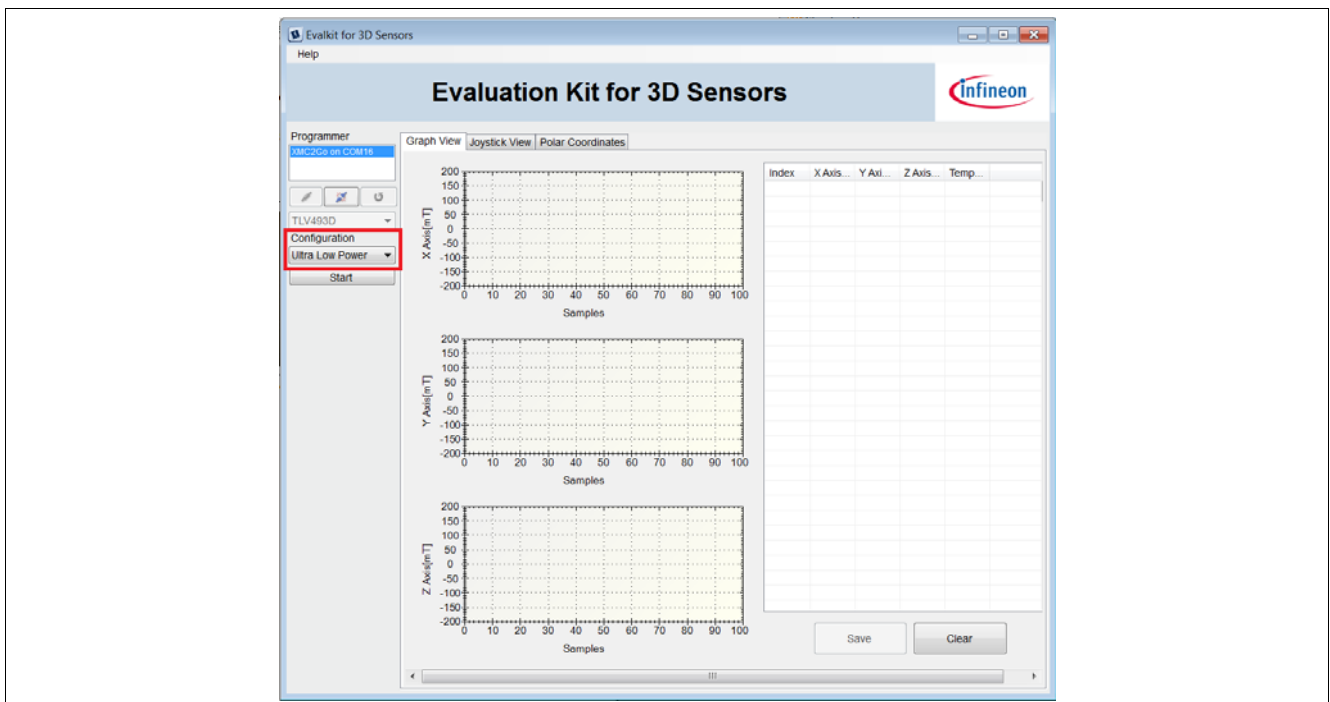 Evalkit for 3D Sensors
Help
Evaluation Kit for 3D Sensors
infineon
Programmer
XMC2Go on COM16
TLV493D
Configuration
Ultra Low Power
Start
Graph View Joystick View Polar Coordinates
X Axis[mT]
200
150
100
50
0
-50
-100
-150
-200
0 10 20 30 40 50 60 70 80 90 100
Samples
Y Axis[mT]
200
150
100
50
0
-50
-100
-150
-200
0 10 20 30 40 50 60 70 80 90 100
Samples
Z Axis[mT]
200
150
100
50
0
-50
-100
-150
-200
0 10 20 30 40 50 60 70 80 90 100
Samples
Index X Axis... Y Axi... Z Axis... Temp...
Save Clear